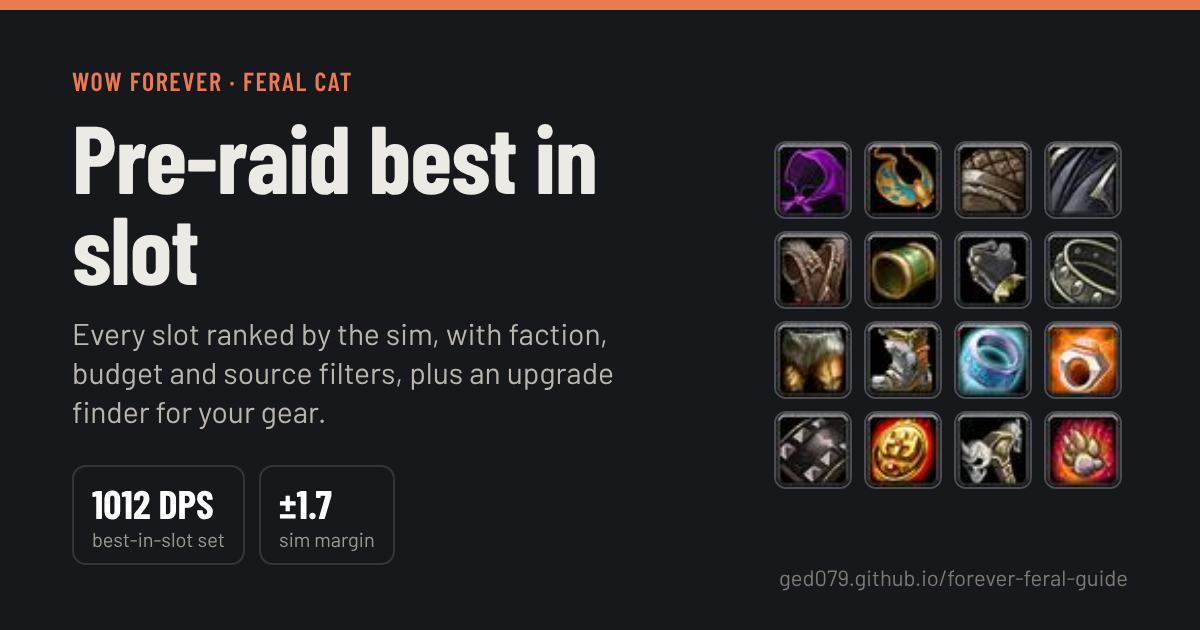 WOW FOREVER · FERAL CAT
Pre-raid best in
slot
Every slot ranked by the sim, with faction,
budget and source filters, plus an upgrade
finder for your gear.
1012 DPS
best-in-slot set
±1.7
sim margin
ged079.github.io/forever-feral-guide